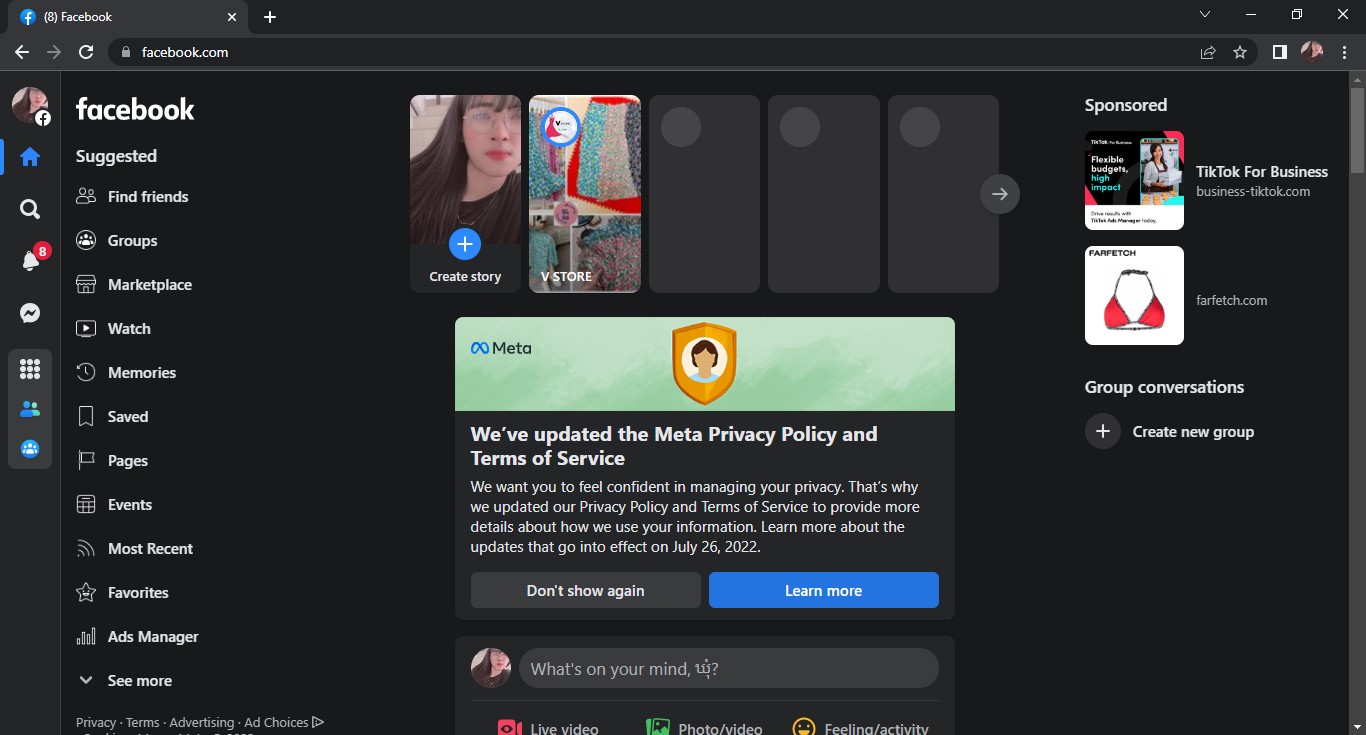 (8) Facebook
facebook.com
8
facebook
Suggested
Find friends
Groups
Marketplace
Watch
Memories
Saved
Pages
Events
Most Recent
Favorites
Ads Manager
See more
Privacy · Terms · Advertising · Ad Choices
Create story
V STORE
Meta
We've updated the Meta Privacy Policy and
Terms of Service
We want you to feel confident in managing your privacy. That's why
we updated our Privacy Policy and Terms of Service to provide more
details about how we use your information. Learn more about the
updates that go into effect on July 26, 2022.
Don't show again
Learn more
What's on your mind, ឃុំ?
Live video
Photo/video
Feeling/activity
Sponsored
TikTok For Business
Flexible
budgets,
high
impact
Drive results with
TikTok Ads Manager today.
TikTok For Business
business-tiktok.com
FARFETCH
farfetch.com
Group conversations
Create new group